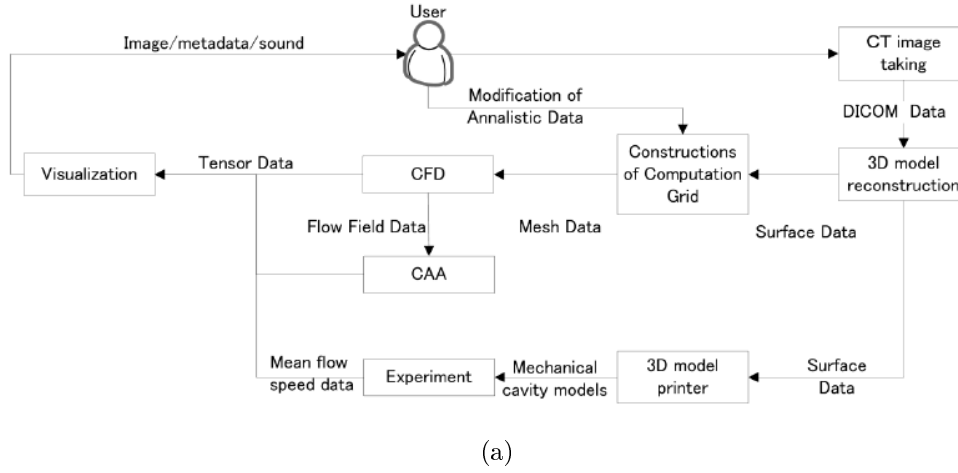 User
Image/metadata/sound
CT image
taking
Modification of
Annalistic Data
DICOM Data
Visualization
Tensor Data
CFD
Constructions
of Computation
Grid
3D model
reconstruction
Flow Field Data
Mesh Data
Surface Data
CAA
Mean flow
speed data
Experiment
Mechanical
cavity models
3D model
printer
Surface
Data
(a)